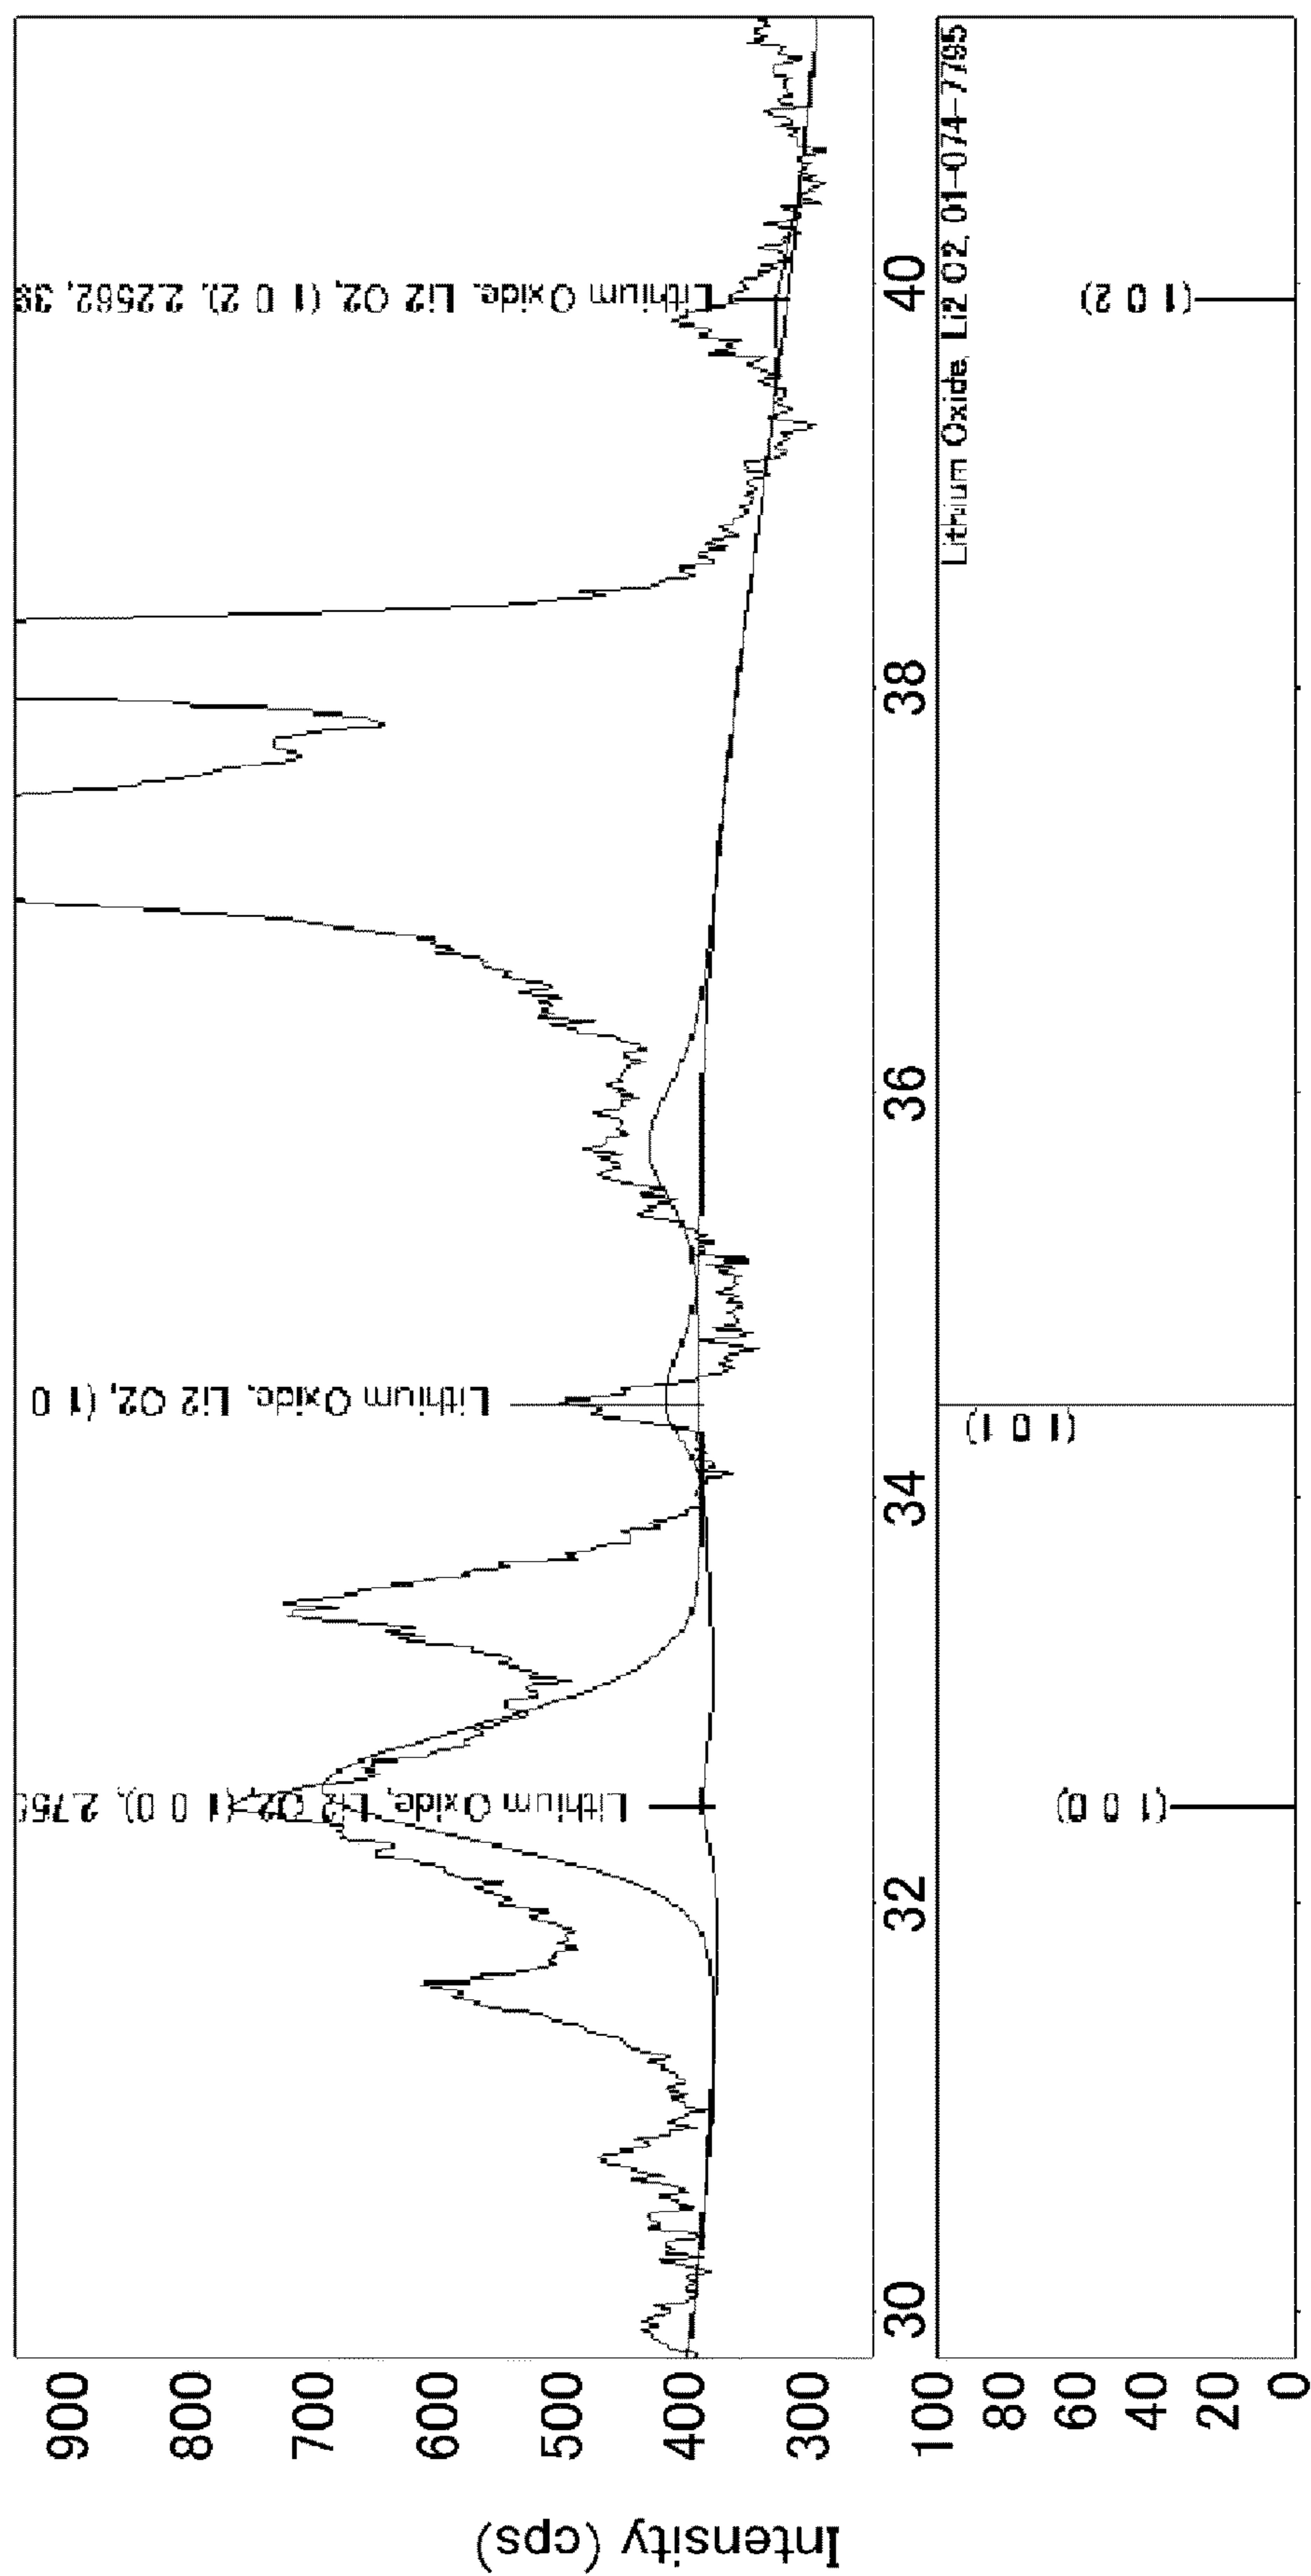 Intensity (cps)
900
800
700
600
500
400
300
Lithium Oxide, Li2 O2, (1 0 0), 2.75
Lithium Oxide, Li2 O2, (1 0
Lithium Oxide, Li2 O2, (1 0 2), 2.2562, 39
30
32
34
36
38
40
100
80
60
40
20
0
Lithium Oxide, Li2 O2, 01-074-7795
(1 0 0)
(1 0 1)
(1 0 2)